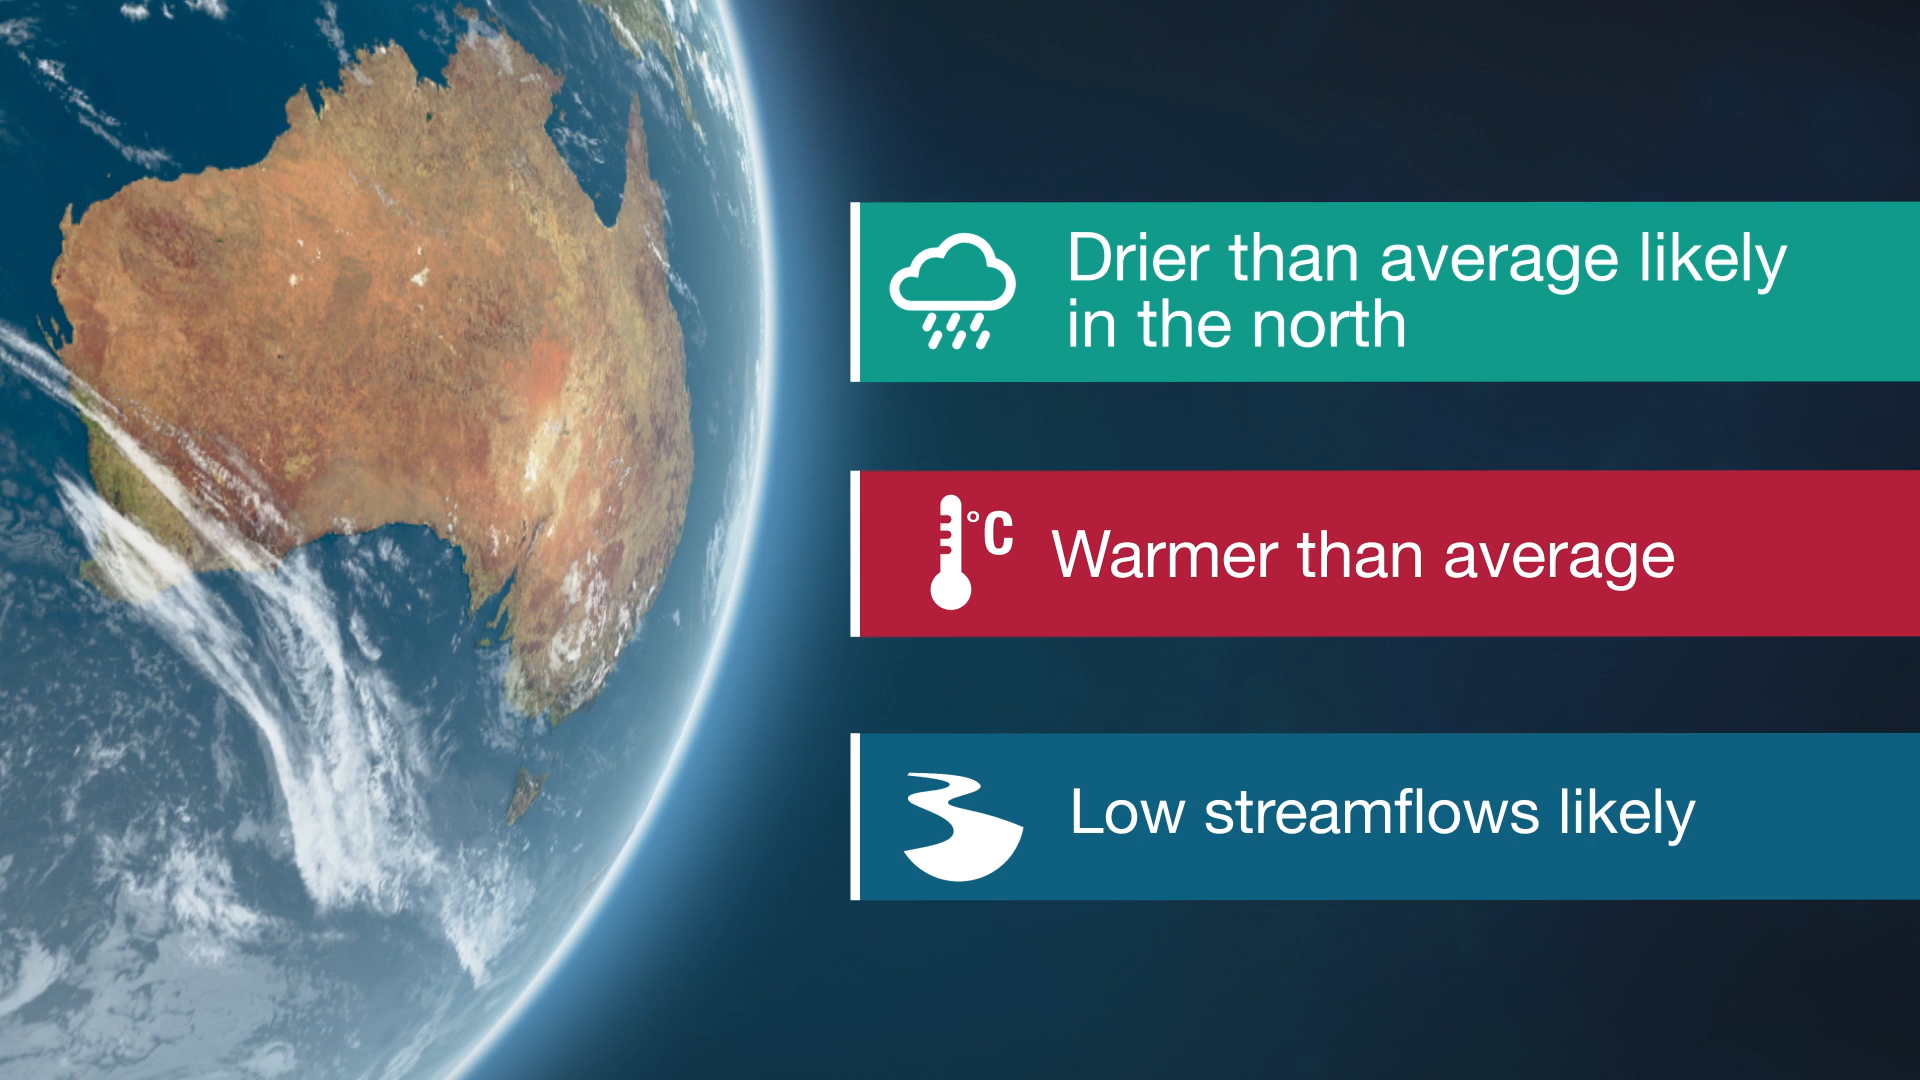 Drier than average likely
in the north
°C
Warmer than average
Low streamflows likely